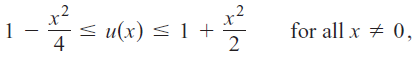 1 − x²/4 ≤ u(x) ≤ 1 + x²/2 for all x ≠ 0,